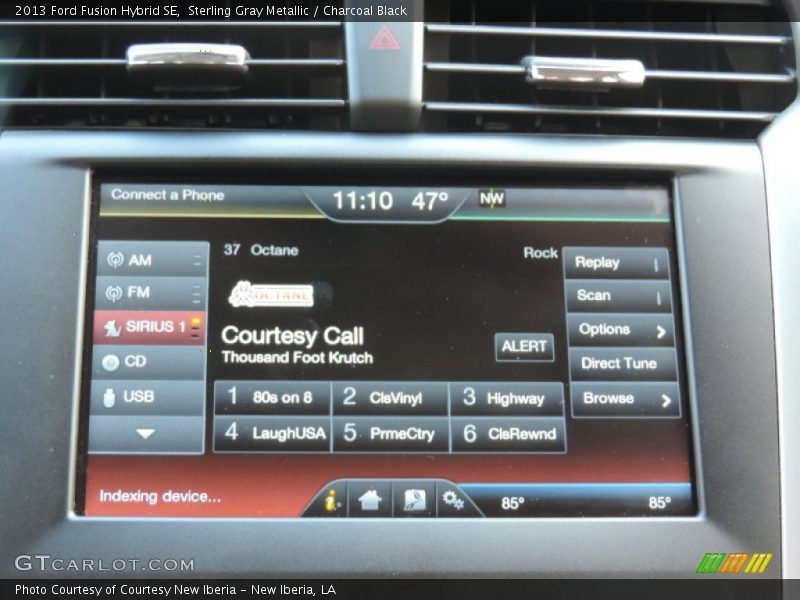 2013 Ford Fusion Hybrid SE, Sterling Gray Metallic / Charcoal Black
Connect a Phone
11:10 47°
NW
37 Octane
Rock
AM
FM
SIRIUS 1
CD
USB
OCTANE
Courtesy Call
Thousand Foot Krutch
ALERT
Replay
Scan
Options
Direct Tune
Browse
1 80s on 8
2 ClsVinyl
3 Highway
4 LaughUSA
5 PrmeCtry
6 ClsRewnd
Indexing device...
i
85°
85°
GTCARLOT.COM
Photo Courtesy of Courtesy New Iberia - New Iberia, LA